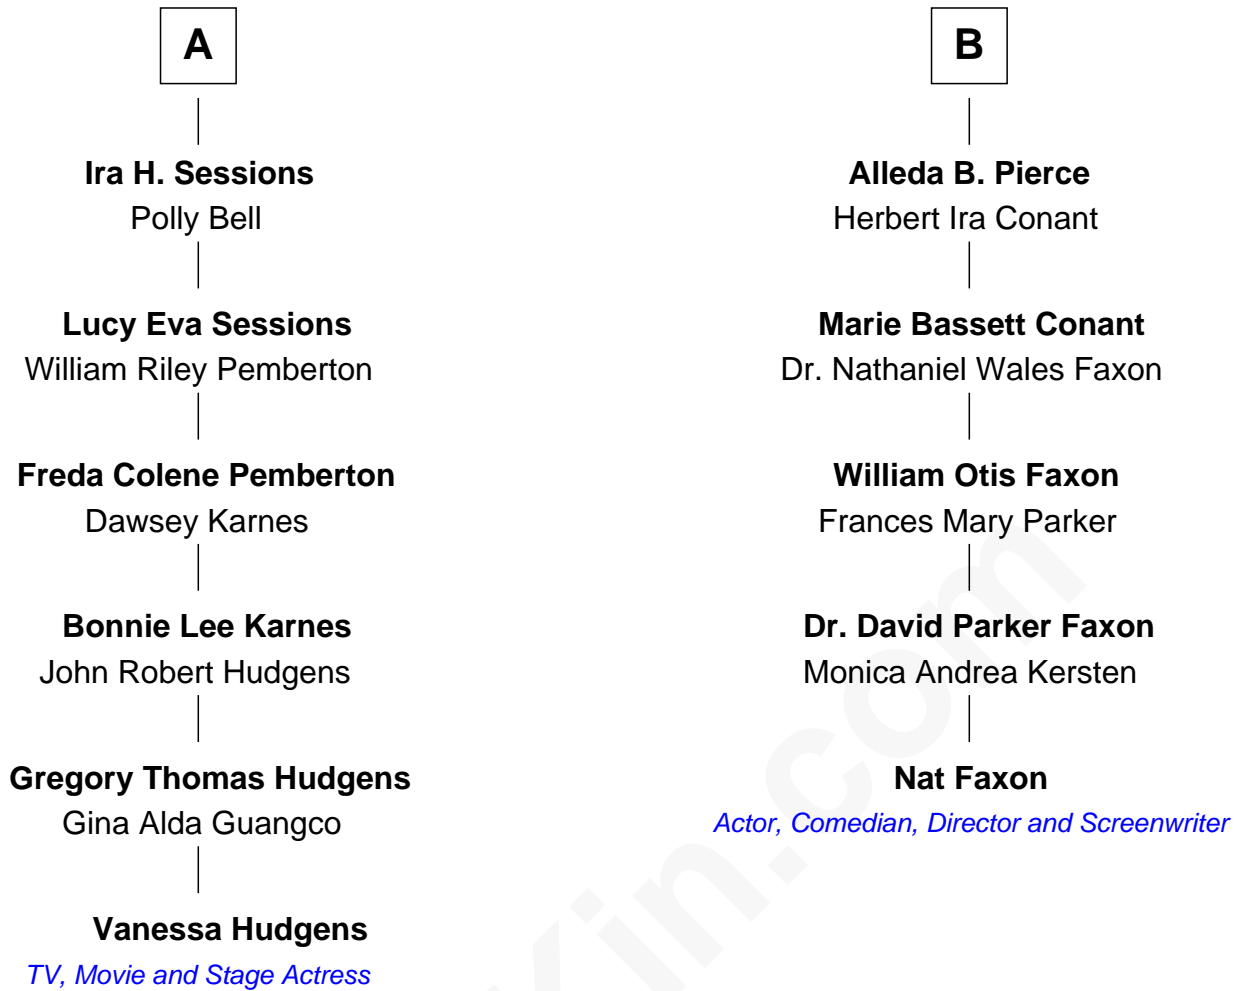 A
Ira H. Sessions
Polly Bell
Lucy Eva Sessions
William Riley Pemberton
Freda Colene Pemberton
Dawsey Karnes
Bonnie Lee Karnes
John Robert Hudgens
Gregory Thomas Hudgens
Gina Alda Guangco
Vanessa Hudgens
TV, Movie and Stage Actress
B
Alleda B. Pierce
Herbert Ira Conant
Marie Bassett Conant
Dr. Nathaniel Wales Faxon
William Otis Faxon
Frances Mary Parker
Dr. David Parker Faxon
Monica Andrea Kersten
Nat Faxon
Actor, Comedian, Director and Screenwriter
Kin.com